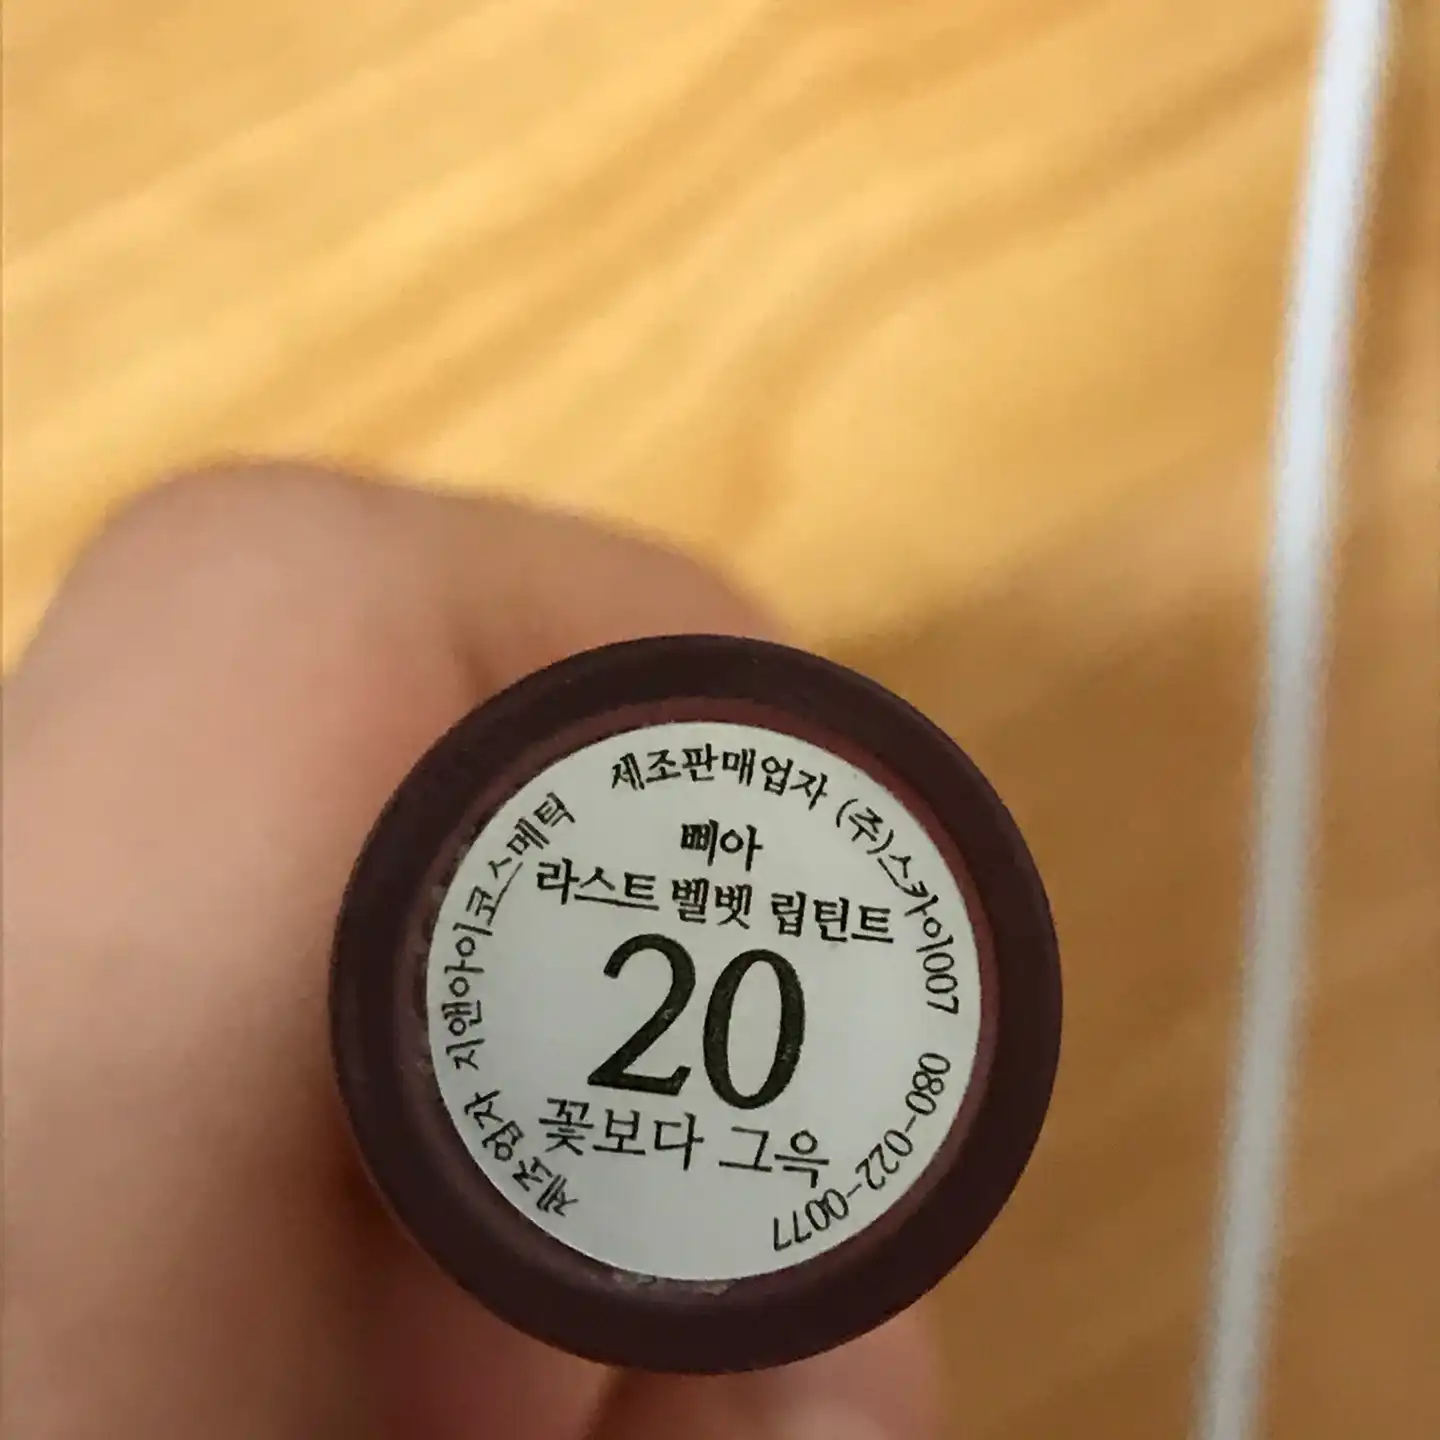 제조판매업자 (주)스카이007 080-022-0077
삐아
라스트 벨벳 립틴트
20
꽃보다 그윽
제조업자 지앤아이코스메틱